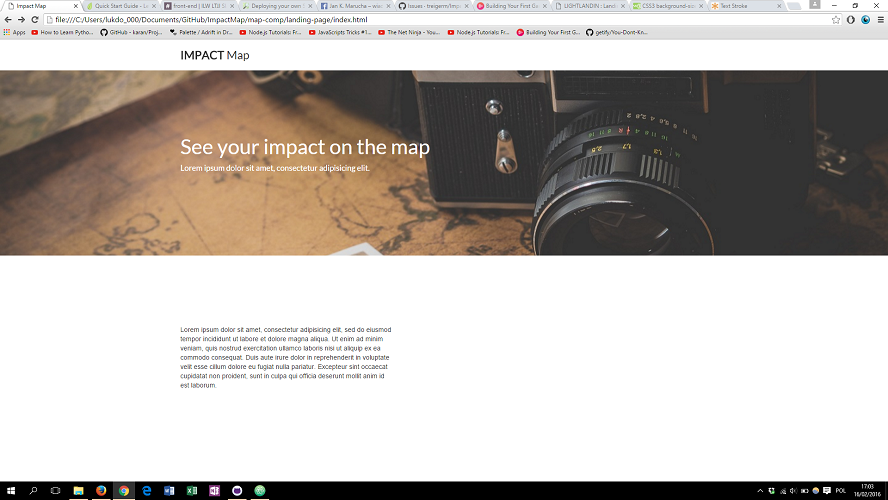 Impact Map
Quick Start Guide – L
front-end | ILW LTU S
Deploying your own
Jan K. Maruche – wiad
Issues · treigerm/Imp
Building Your First Gu
LIGHTLANDIN : Land
CSS3 background-siz
Text Stroke
file:///C:/Users/lukdo_000/Documents/GitHub/ImpactMap/map-comp/landing-page/index.html
Apps
How to Learn Pytho...
GitHub - karan/Proj...
Palette / Adrift in Dr...
Node.js Tutorials: Fr...
JavaScripts Tricks #1...
The Net Ninja - You...
Node.js Tutorials: Fr...
Building Your First G...
getify/You-Dont-Kn...
IMPACT Map
See your impact on the map
Lorem ipsum dolor sit amet, consectetur adipisicing elit.
Lorem ipsum dolor sit amet, consectetur adipisicing elit, sed do eiusmod
tempor incididunt ut labore et dolore magna aliqua. Ut enim ad minim
veniam, quis nostrud exercitation ullamco laboris nisi ut aliquip ex ea
commodo consequat. Duis aute irure dolor in reprehenderit in voluptate
velit esse cillum dolore eu fugiat nulla pariatur. Excepteur sint occaecat
cupidatat non proident, sunt in culpa qui officia deserunt mollit anim id
est laborum.
POL
17:03
16/02/2016